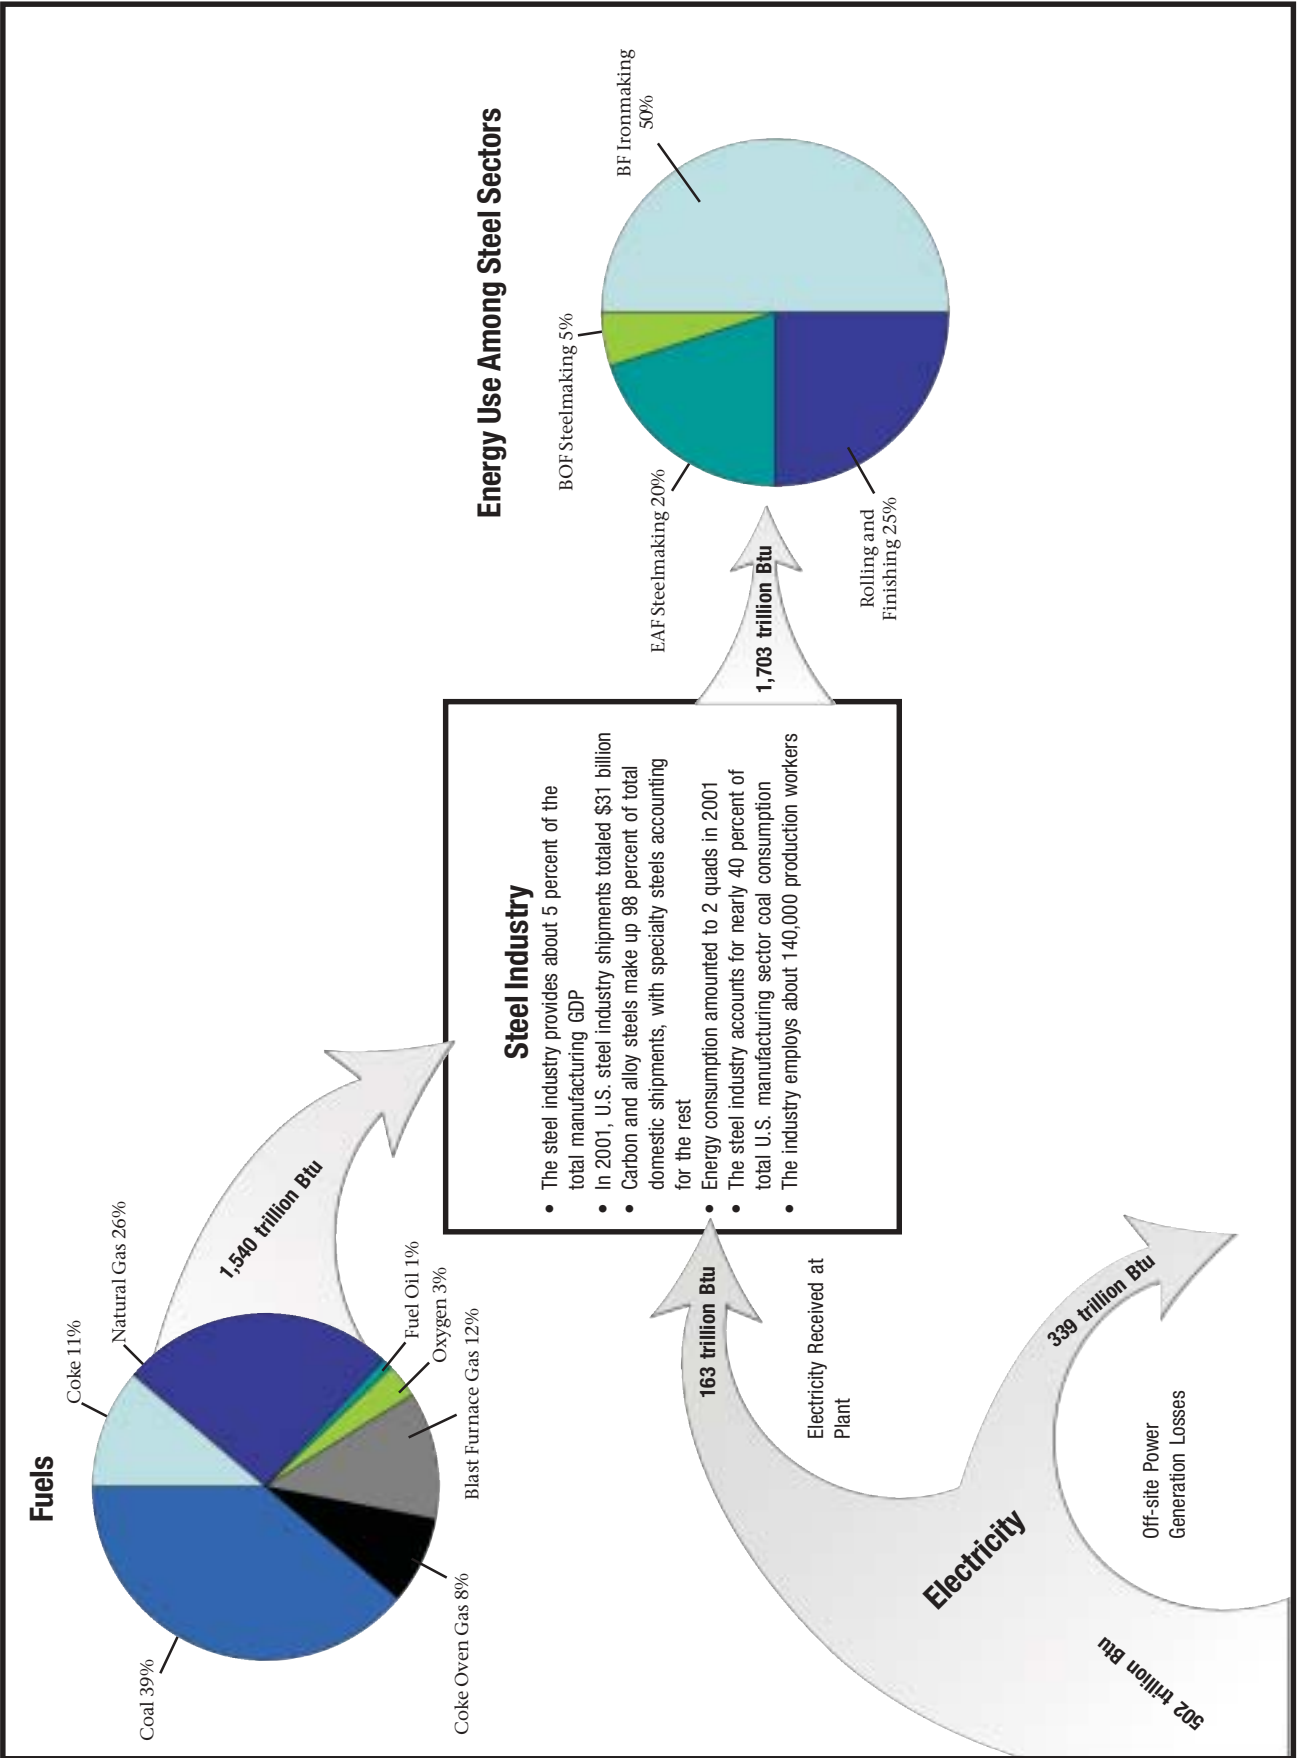 Fuels
Coal 39%
Coke 11%
Natural Gas 26%
Fuel Oil 1%
Oxygen 3%
Blast Furnace Gas 12%
Coke Oven Gas 8%
1,540 trillion Btu
Steel Industry
• The steel industry provides about 5 percent of the
total manufacturing GDP
• In 2001, U.S. steel industry shipments totaled $31 billion
• Carbon and alloy steels make up 98 percent of total
domestic shipments, with specialty steels accounting
for the rest
• Energy consumption amounted to 2 quads in 2001
• The steel industry accounts for nearly 40 percent of
total U.S. manufacturing sector coal consumption
• The industry employs about 140,000 production workers
163 trillion Btu
Electricity Received at
Plant
Electricity
502 trillion Btu
339 trillion Btu
Off-site Power
Generation Losses
1,703 trillion Btu
Energy Use Among Steel Sectors
BOF Steelmaking 5%
BF Ironmaking
50%
EAF Steelmaking 20%
Rolling and
Finishing 25%